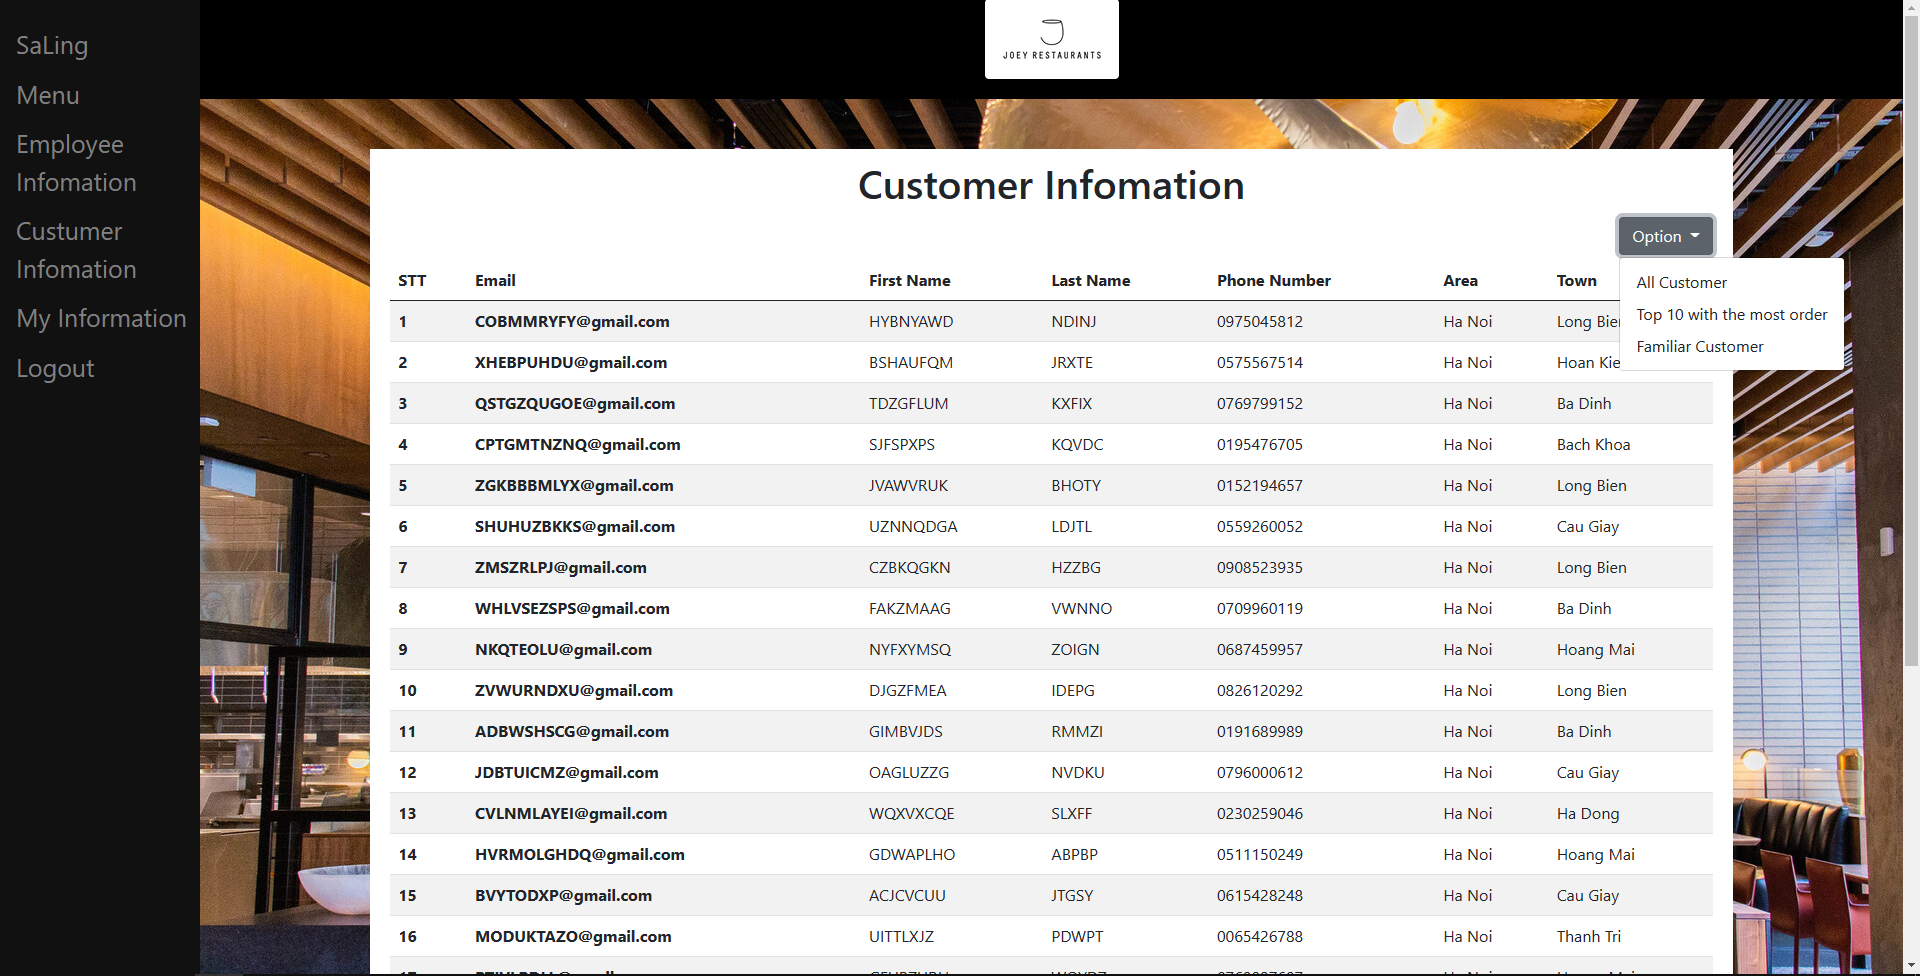 SaLing
Menu
Employee
Infomation
Custumer
Infomation
My Information
Logout
JOEY RESTAURANTS
Customer Infomation
Option
All Customer
Top 10 with the most order
Familiar Customer
STT Email First Name Last Name Phone Number Area Town
1 COBMMRYFY@gmail.com HYBNYAWD NDINJ 0975045812 Ha Noi Long Bien
2 XHEBPUHDU@gmail.com BSHAUFQM JRXTE 0575567514 Ha Noi Hoan Kie
3 QSTGZQUGOE@gmail.com TDZGFLUM KXFIX 0769799152 Ha Noi Ba Dinh
4 CPTGMTNZNQ@gmail.com SJFSPXPS KQVDC 0195476705 Ha Noi Bach Khoa
5 ZGKBBBMLYX@gmail.com JVAWVRUK BHOTY 0152194657 Ha Noi Long Bien
6 SHUHUZBKKS@gmail.com UZNNQDGA LDJTL 0559260052 Ha Noi Cau Giay
7 ZMSZRLPJ@gmail.com CZBKQGKN HZZBG 0908523935 Ha Noi Long Bien
8 WHLVSEZSPS@gmail.com FAKZMAAG VWNNO 0709960119 Ha Noi Ba Dinh
9 NKQTEOLU@gmail.com NYFXYMSQ ZOIGN 0687459957 Ha Noi Hoang Mai
10 ZVWURNDXU@gmail.com DJGZFMEA IDEPG 0826120292 Ha Noi Long Bien
11 ADBWSHSCG@gmail.com GIMBVJDS RMMZI 0191689989 Ha Noi Ba Dinh
12 JDBTUICMZ@gmail.com OAGLUZZG NVDKU 0796000612 Ha Noi Cau Giay
13 CVLNMLAYEI@gmail.com WQXVXCQE SLXFF 0230259046 Ha Noi Ha Dong
14 HVRMOLGHDQ@gmail.com GDWAPLHO ABPBP 0511150249 Ha Noi Hoang Mai
15 BVYTODXP@gmail.com ACJCVCUU JTGSY 0615428248 Ha Noi Cau Giay
16 MODUKTAZO@gmail.com UITTLXJZ PDWPT 0065426788 Ha Noi Thanh Tri